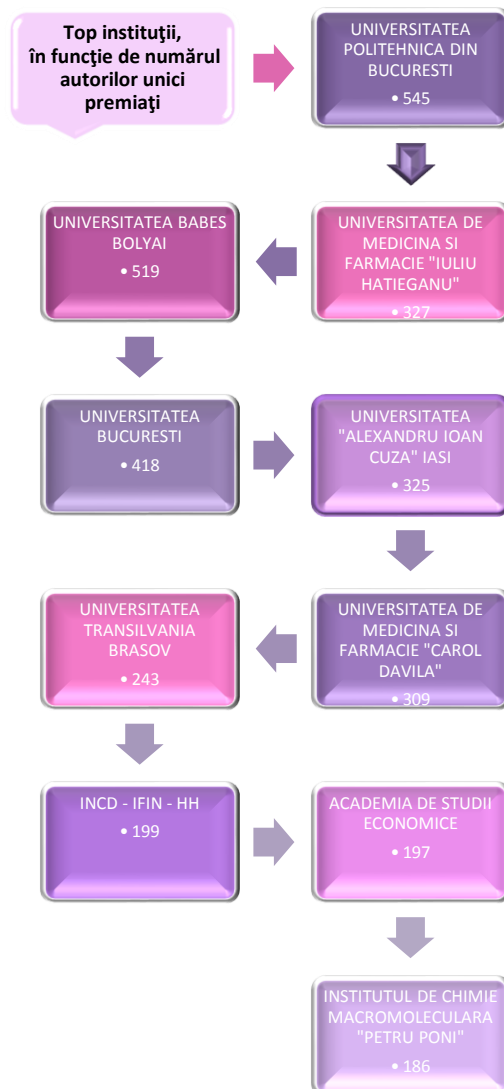 Top instituții,
în funcție de numărul
autorilor unici
premiați
UNIVERSITATEA
POLITEHNICA DIN
BUCURESTI
• 545
UNIVERSITATEA DE
MEDICINA SI
FARMACIE "IULIU
HATIEGANU"
• 327
UNIVERSITATEA BABES
BOLYAI
• 519
UNIVERSITATEA
BUCURESTI
• 418
UNIVERSITATEA
"ALEXANDRU IOAN
CUZA" IASI
• 325
UNIVERSITATEA DE
MEDICINA SI
FARMACIE "CAROL
DAVILA"
• 309
UNIVERSITATEA
TRANSILVANIA
BRASOV
• 243
INCD - IFIN - HH
• 199
ACADEMIA DE STUDII
ECONOMICE
• 197
INSTITUTUL DE CHIMIE
MACROMOLECULARA
"PETRU PONI"
• 186